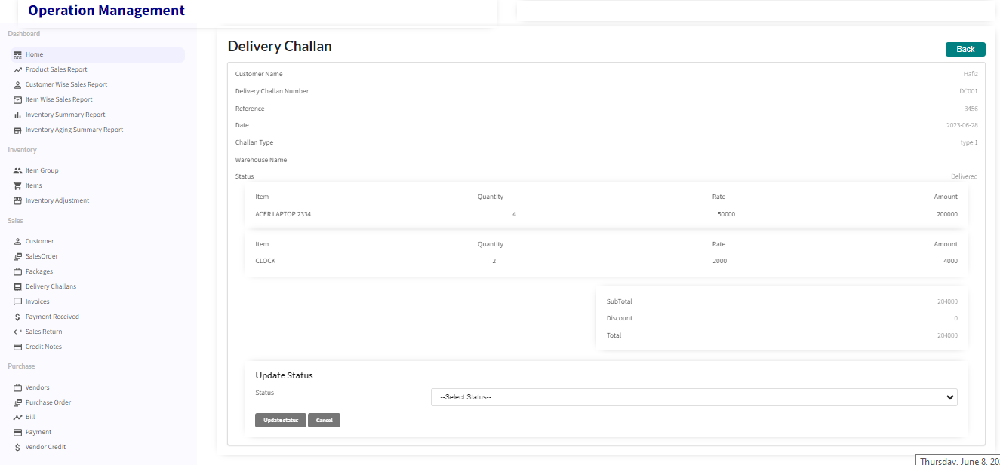 Operation Management
Dashboard
Home
Product Sales Report
Customer Wise Sales Report
Item Wise Sales Report
Inventory Summary Report
Inventory Aging Summary Report
Inventory
Item Group
Items
Inventory Adjustment
Sales
Customer
SalesOrder
Packages
Delivery Challans
Invoices
Payment Received
Sales Return
Credit Notes
Purchase
Vendors
Purchase Order
Bill
Payment
Vendor Credit
Delivery Challan
Back
Customer Name Hafiz
Delivery Challan Number DC001
Reference 3456
Date 2023-06-28
Challan Type type 1
Warehouse Name
Status Delivered
Item Quantity Rate Amount
ACER LAPTOP 2334 4 50000 200000
Item Quantity Rate Amount
CLOCK 2 2000 4000
SubTotal 204000
Discount 0
Total 204000
Update Status
Status --Select Status--
Update status Cancel
Thursday, June 8, 20